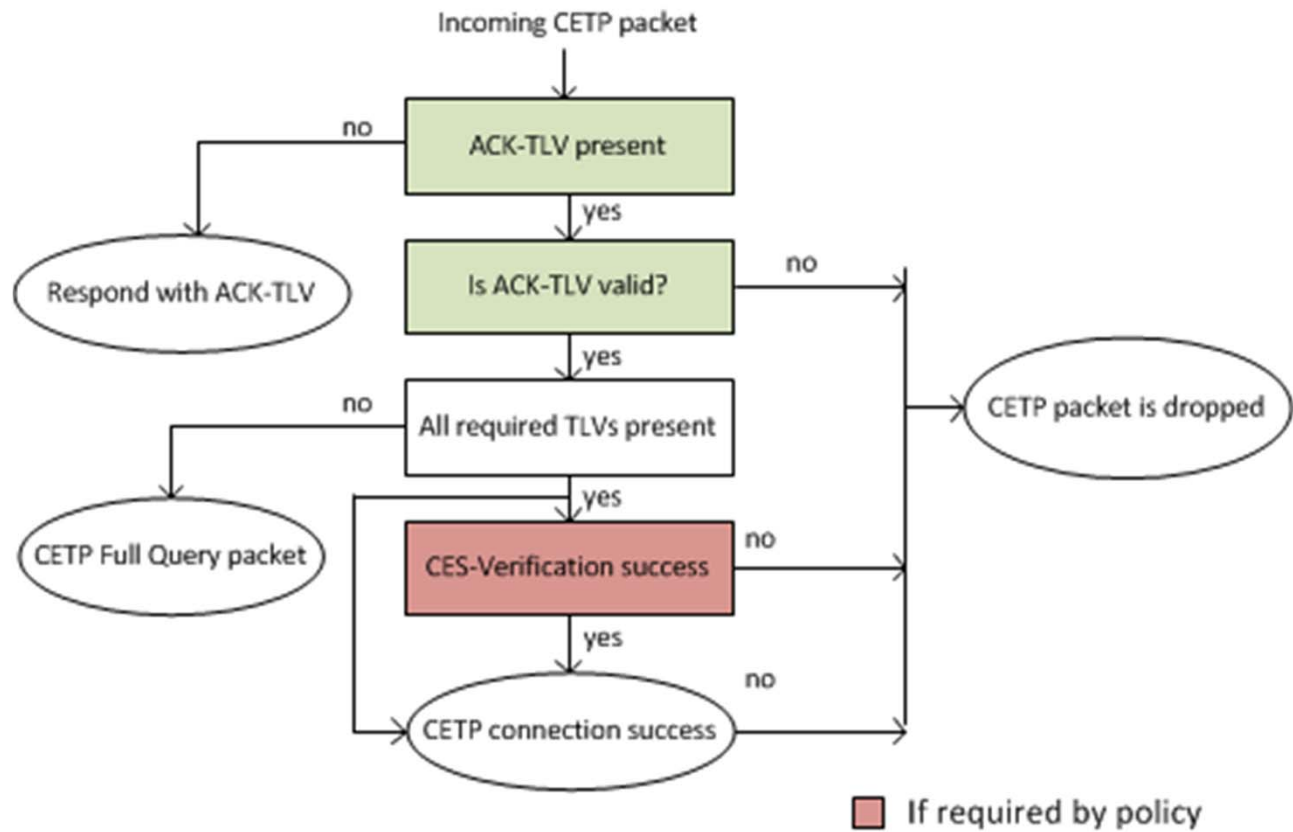 Incoming CETP packet
no
ACK-TLV present
yes
no
Respond with ACK-TLV
Is ACK-TLV valid?
yes
no
All required TLVs present
CETP packet is dropped
yes
no
CETP Full Query packet
CES-Verification success
yes
no
CETP connection success
If required by policy